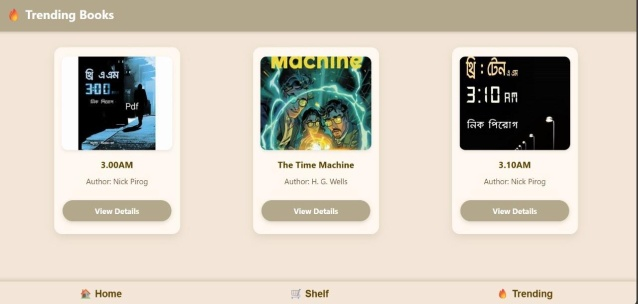 🔥 Trending Books
থ্রি এএম
3:00
Pdf
3.00AM
Author: Nick Pirog
View Details
Machine
The Time Machine
Author: H. G. Wells
View Details
থ্রি : টেন এএম
3:10 AM
নিক পিরোগ
3.10AM
Author: Nick Pirog
View Details
🏠 Home
🛒 Shelf
🔥 Trending